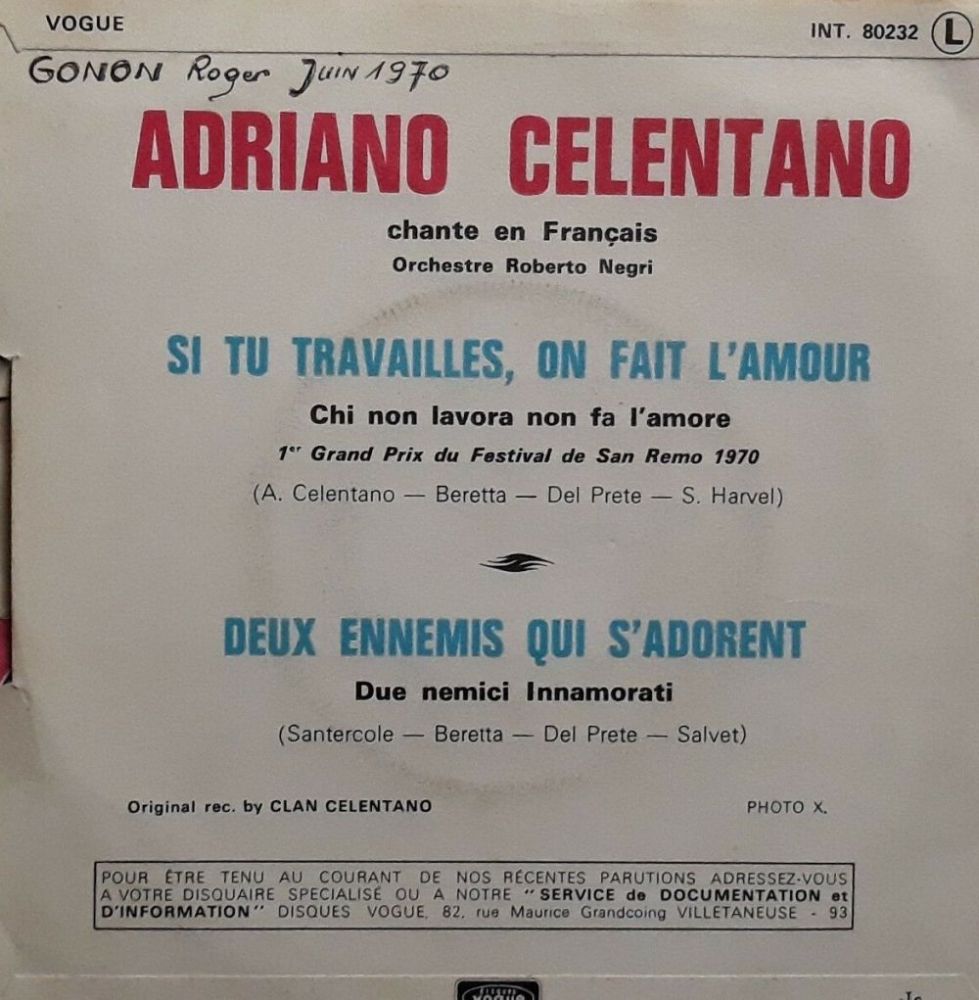 VOGUE
INT. 80232 L
GONON Roger JUIN 1970
ADRIANO CELENTANO
chante en Français
Orchestre Roberto Negri
SI TU TRAVAILLES, ON FAIT L'AMOUR
Chi non lavora non fa l'amore
1er Grand Prix du Festival de San Remo 1970
(A. Celentano — Beretta — Del Prete — S. Harvel)
DEUX ENNEMIS QUI S'ADORENT
Due nemici Innamorati
(Santercole — Beretta — Del Prete — Salvet)
Original rec. by CLAN CELENTANO
PHOTO X.
POUR ÊTRE TENU AU COURANT DE NOS RÉCENTES PARUTIONS ADRESSEZ-VOUS
A VOTRE DISQUAIRE SPECIALISÉ OU A NOTRE "SERVICE de DOCUMENTATION et
D'INFORMATION" DISQUES VOGUE, 82, rue Maurice Grandcoing VILLETANEUSE - 93
disques
vogue